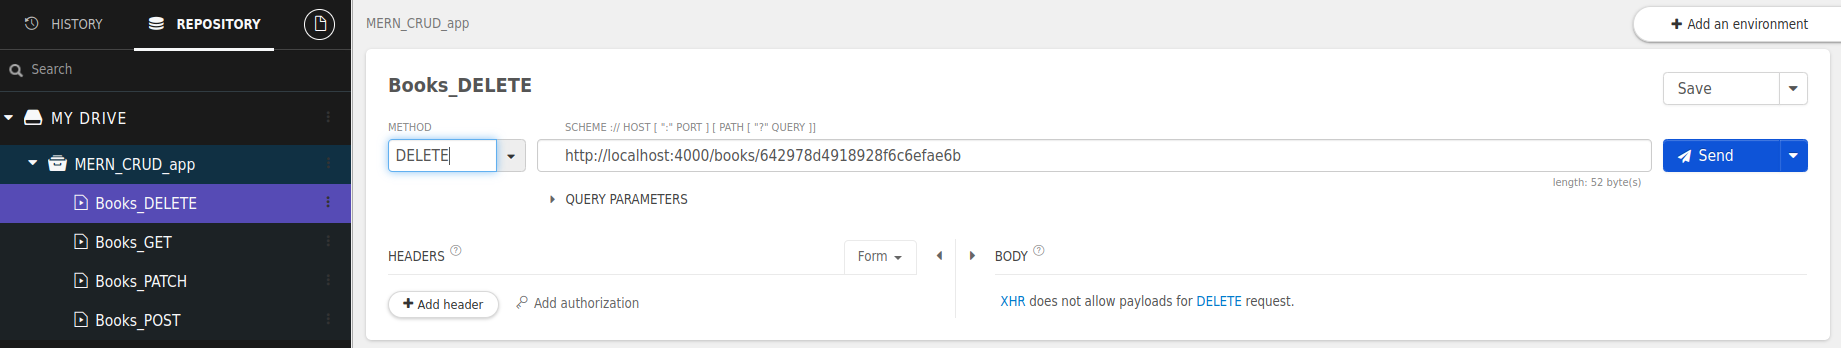 HISTORY
REPOSITORY
Search
MY DRIVE
MERN_CRUD_app
Books_DELETE
Books_GET
Books_PATCH
Books_POST
MERN_CRUD_app
+ Add an environment
Books_DELETE
Save
METHOD
SCHEME :// HOST [ ":" PORT ] [ PATH [ "?" QUERY ]]
DELETE
http://localhost:4000/books/642978d4918928f6c6efae6b
Send
length: 52 byte(s)
QUERY PARAMETERS
HEADERS ?
Form
BODY ?
+ Add header
Add authorization
XHR does not allow payloads for DELETE request.